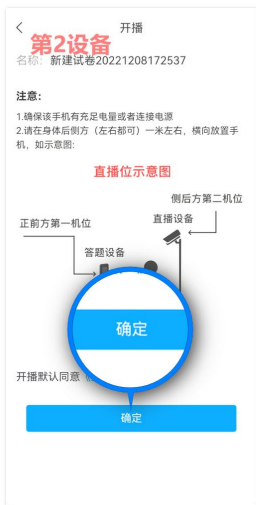 开播
第2设备
名称: 新建试卷20221208172537
注意：
1.确保该手机有充足电量或者连接电源
2.请在身体后侧方（左右都可）一米左右，横向放置手
机，如示意图:
直播位示意图
侧后方第二机位
正前方第一机位
直播设备
答题设备
确定
开播默认同意
确定